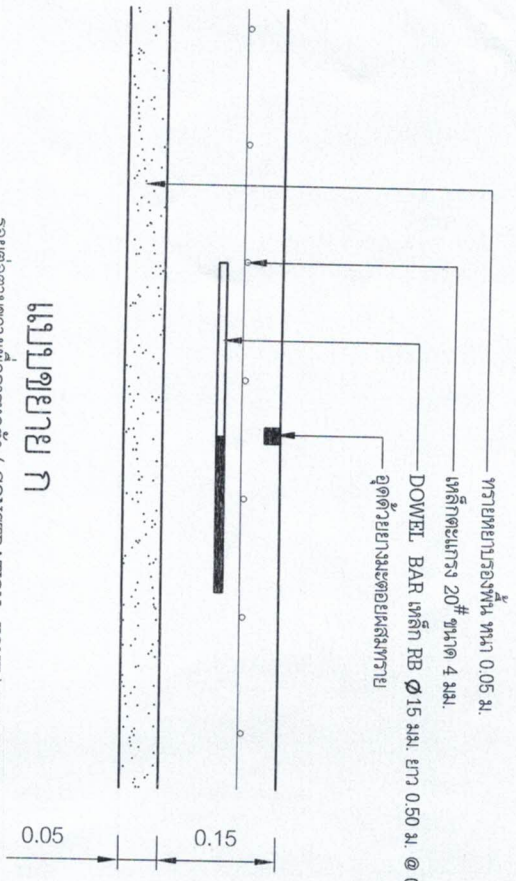 ทรายหยาบรองพื้น หนา 0.05 ม.
เหล็กตะแกรง 20# ขนาด 4 มม.
DOWEL BAR เหล็ก RB Ø 15 มม. ยาว 0.50 ม. @
อุดด้วยยางมะตอยผสมทราย
0.15
0.05
แบบขยาย ก